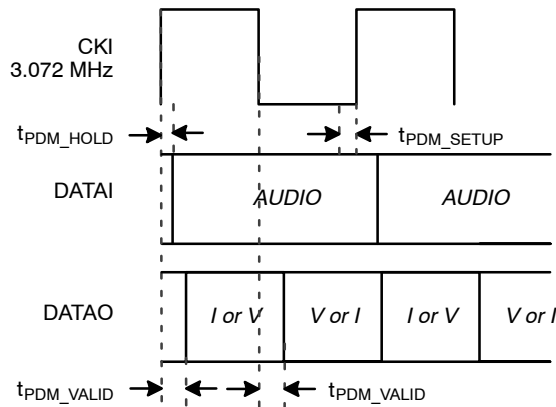 CKI
3.072 MHz
tPDM_HOLD
tPDM_SETUP
DATAI
AUDIO
AUDIO
DATAO
I or V
V or I
I or V
V or I
tPDM_VALID
tPDM_VALID